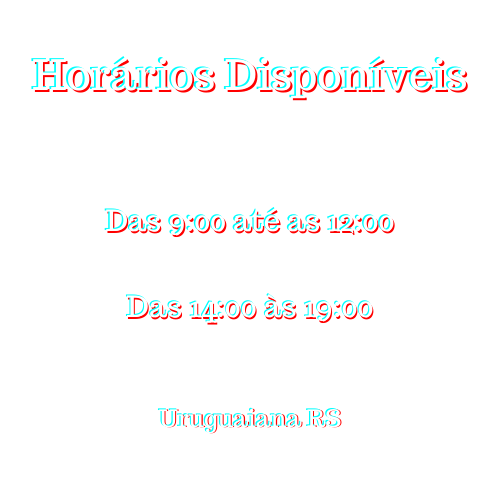 Horários Disponíveis
Das 9:00 até as 12:00
Das 14:00 às 19:00
Uruguaiana RS